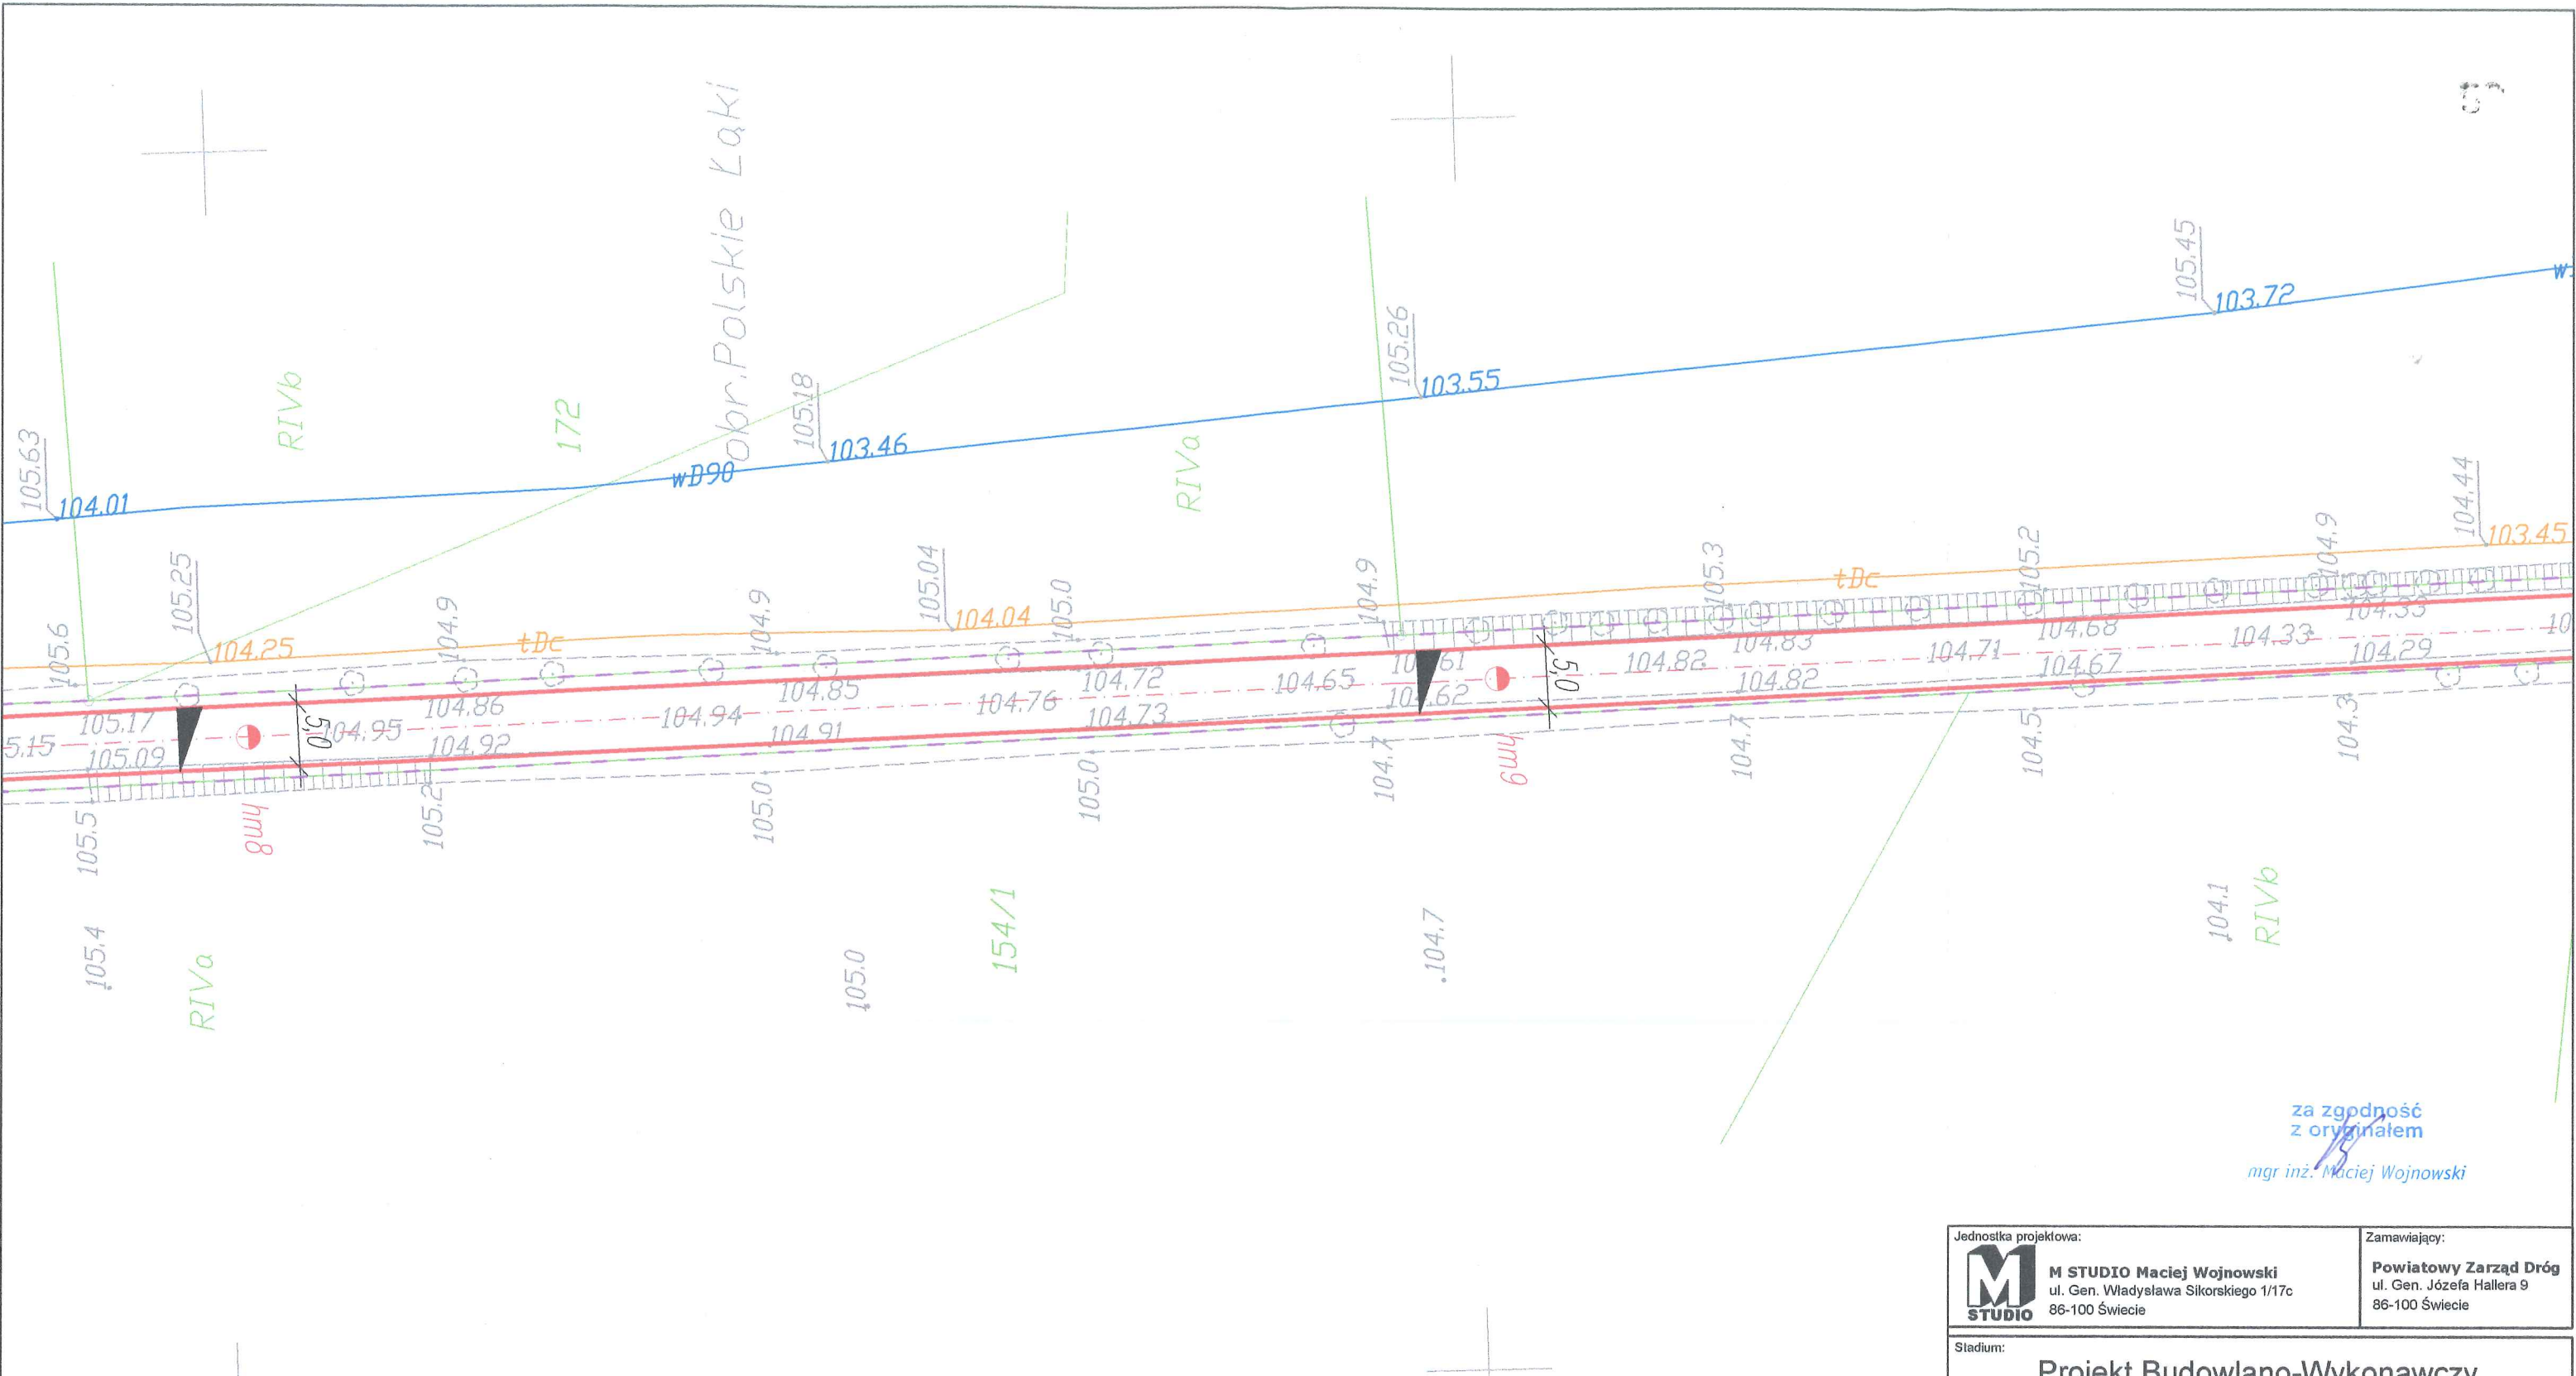 obr.Polskie Łąki
105.45
103.72
w
105.26
103.55
RIVb
172
105.18
103.46
wD90
105.63
104.01
RIVa
104.44
103.45
105.25
104.25
tDc
105.04
104.04
tDc
105.6
104.9
104.9
105.0
104.9
105.3
105.2
104.9
105.17
104.86
104.85
104.72
104.83
104.68
104.33
5.15
104.95
104.94
104.76
104.65
104.82
104.71
104.33
10
105.09
104.92
104.91
104.73
104.82
104.67
104.29
5,0
5,0
hm8
hm9
105.5
105.2
105.0
105.0
104.7
104.7
104.5
104.3
105.4
RIVa
105.0
154/1
104.7
104.1
RIVb
za zgodność
z oryginałem
mgr inż. Maciej Wojnowski
Jednostka projektowa:
M
STUDIO
M STUDIO Maciej Wojnowski
ul. Gen. Władysława Sikorskiego 1/17c
86-100 Świecie
Zamawiający:
Powiatowy Zarząd Dróg
ul. Gen. Józefa Hallera 9
86-100 Świecie
Stadium:
Projekt Budowlano-Wykonawczy